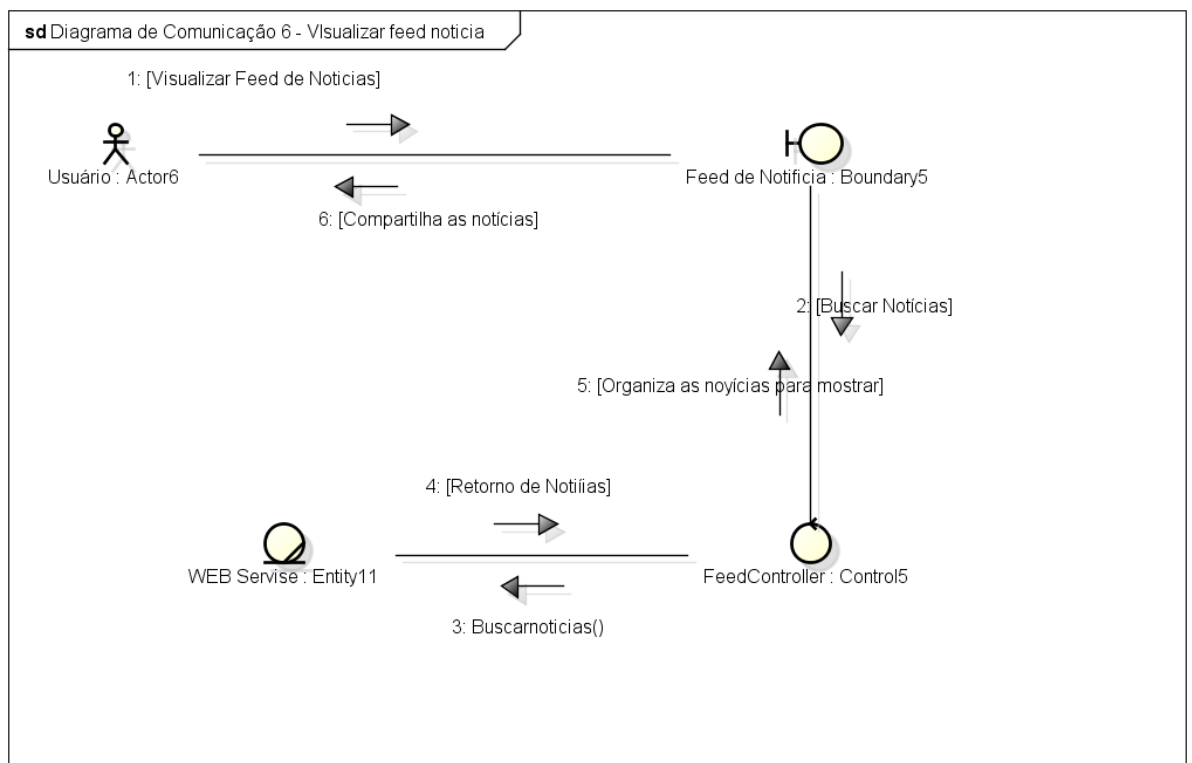 sd Diagrama de Comunicação 6 - VIsualizar feed noticia
1: [Visualizar Feed de Noticias]
Usuário : Actor6
Feed de Notificia : Boundary5
6: [Compartilha as notícias]
2: [Buscar Notícias]
5: [Organiza as noyícias para mostrar]
4: [Retorno de Notiíias]
WEB Servise : Entity11
FeedController : Control5
3: Buscarnoticias()